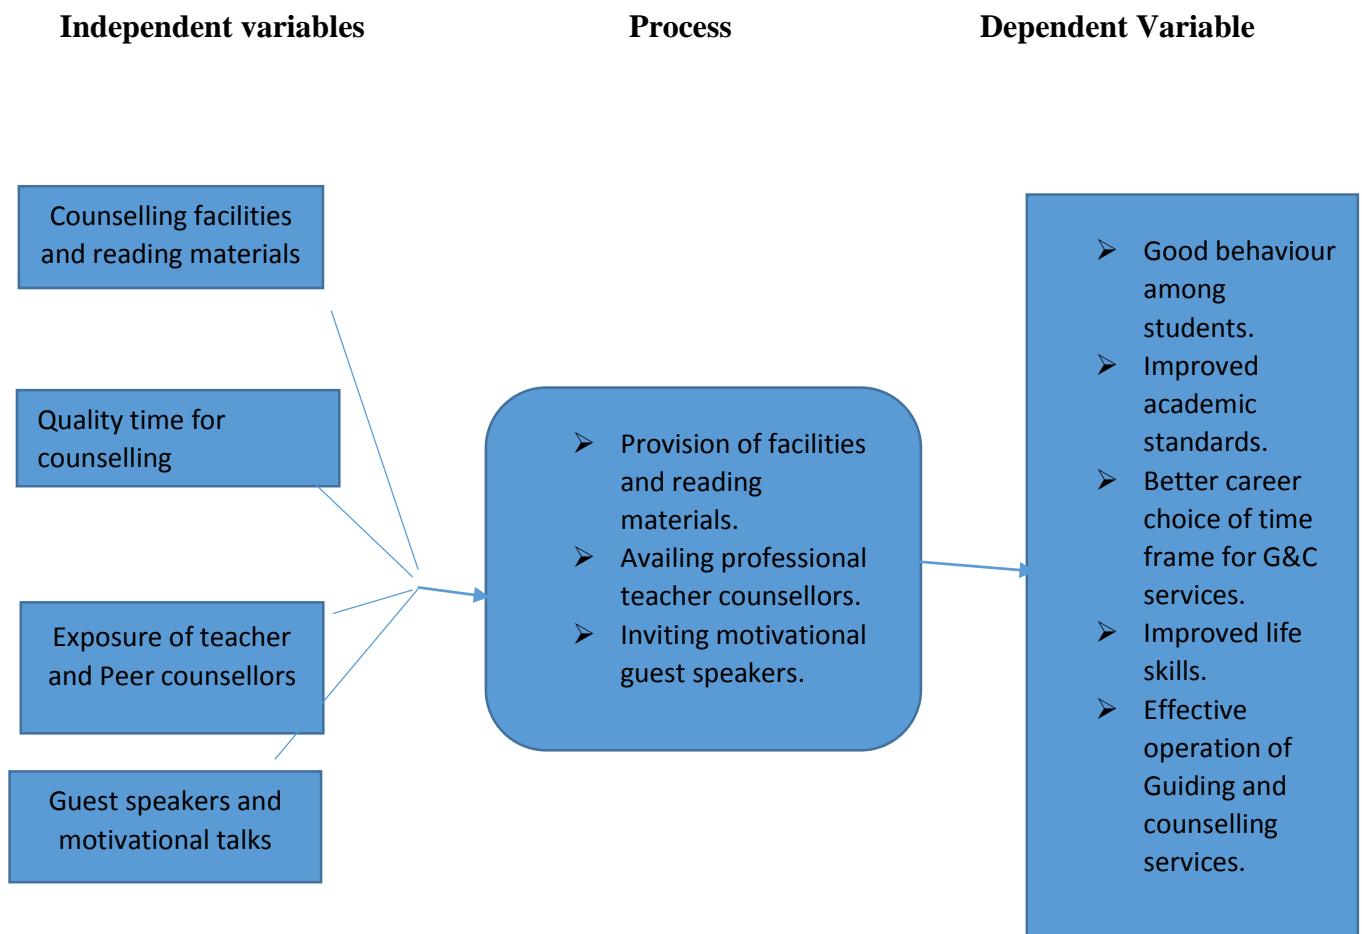 Independent variables
Process
Dependent Variable
Counselling facilities
and reading materials
Quality time for
counselling
Exposure of teacher
and Peer counsellors
Guest speakers and
motivational talks
➢ Provision of facilities
and reading
materials.
➢ Availing professional
teacher counsellors.
➢ Inviting motivational
guest speakers.
➢ Good behaviour
among
students.
➢ Improved
academic
standards.
➢ Better career
choice of time
frame for G&C
services.
➢ Improved life
skills.
➢ Effective
operation of
Guiding and
counselling
services.